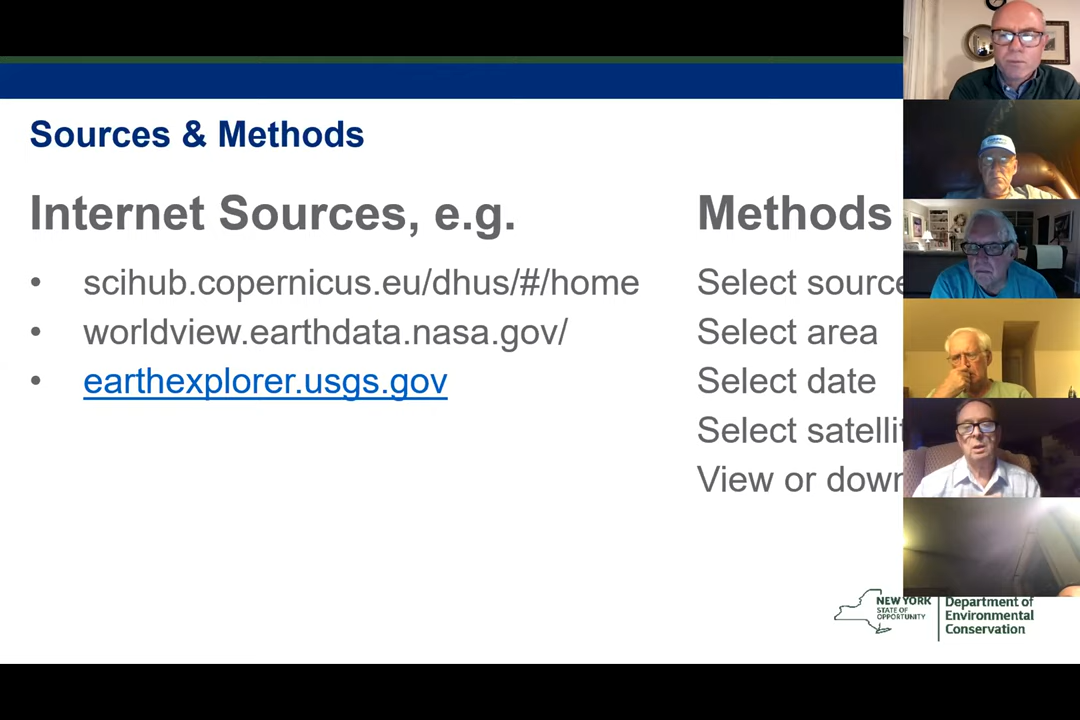 Sources & Methods
Internet Sources, e.g.
• scihub.copernicus.eu/dhus/#/home
• worldview.earthdata.nasa.gov/
• earthexplorer.usgs.gov
Methods
Select source
Select area
Select date
Select satellit
View or down
NEW YORK
STATE OF
OPPORTUNITY
Department of
Environmental
Conservation